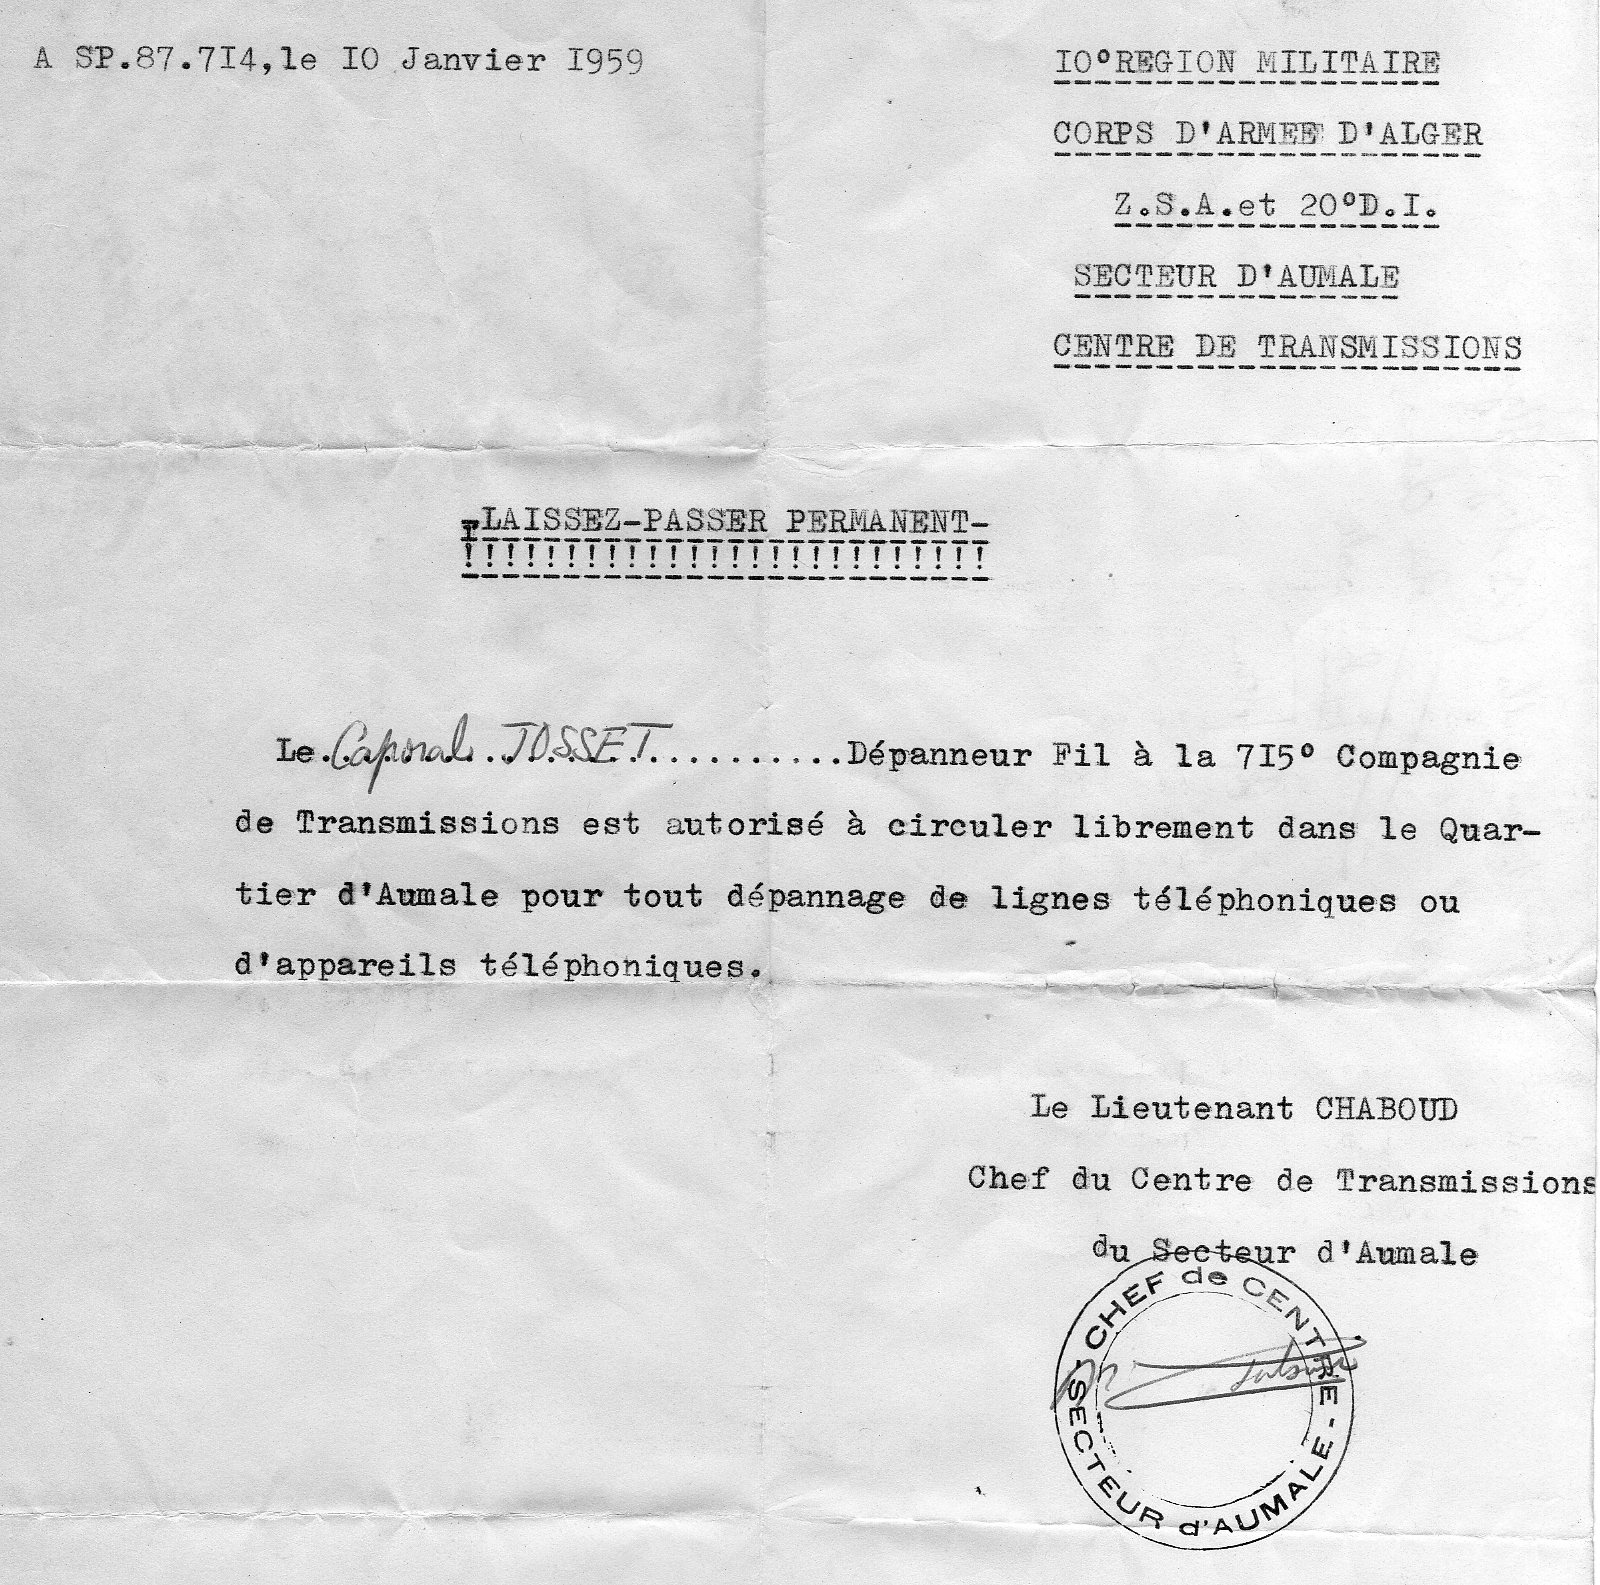 A SP.87.7I4,le IO Janvier I959
IO°REGION MILITAIRE
CORPS D'ARMEE D'ALGER
Z.S.A.et 20°D.I.
SECTEUR D'AUMALE
CENTRE DE TRANSMISSIONS
-LAISSEZ-PASSER PERMANENT-
!!!!!!!!!!!!!!!!!!!!!!!!!!
Le.Caporal..JOSSET...........Dépanneur Fil à la 7I5° Compagnie
de Transmissions est autorisé à circuler librement dans le Quar-
tier d'Aumale pour tout dépannage de lignes téléphoniques ou
d'appareils téléphoniques.
Le Lieutenant CHABOUD
Chef du Centre de Transmissions
du Secteur d'Aumale
CHEF de CENTRE -
SECTEUR d'AUMALE -